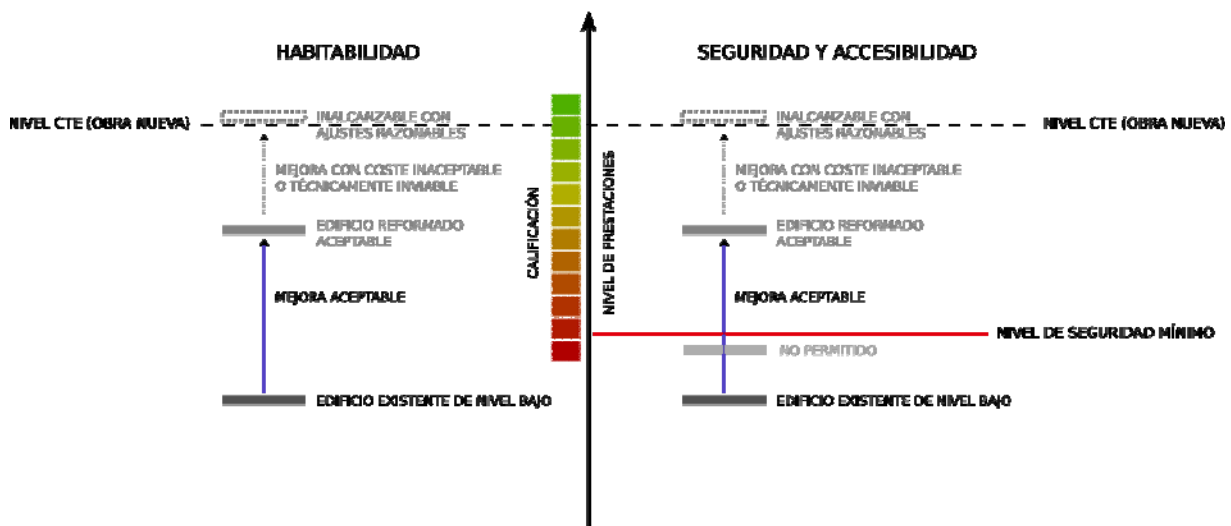 HABITABILIDAD
SEGURIDAD Y ACCESIBILIDAD
NIVEL CTE (OBRA NUEVA)
INALCANZABLE CON
AJUSTES RAZONABLES
MEJORA CON COSTE INACEPTABLE
O TÉCNICAMENTE INVIABLE
EDIFICIO REFORMADO
ACEPTABLE
MEJORA ACEPTABLE
EDIFICIO EXISTENTE DE NIVEL BAJO
CALIFICACIÓN
NIVEL DE PRESTACIONES
INALCANZABLE CON
AJUSTES RAZONABLES
NIVEL CTE (OBRA NUEVA)
MEJORA CON COSTE INACEPTABLE
O TÉCNICAMENTE INVIABLE
EDIFICIO REFORMADO
ACEPTABLE
MEJORA ACEPTABLE
NIVEL DE SEGURIDAD MÍNIMO
NO PERMITIDO
EDIFICIO EXISTENTE DE NIVEL BAJO